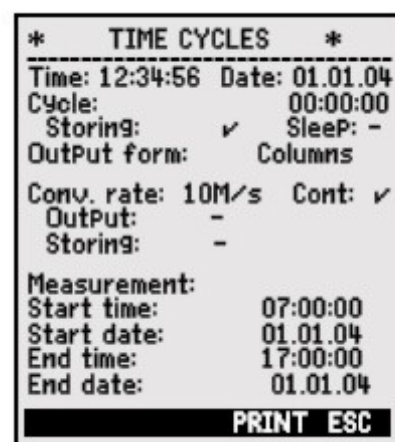 * TIME CYCLES *
Time: 12:34:56 Date: 01.01.04
Cycle: 00:00:00
Storing: ✓ Sleep: -
Output form: Columns
Conv. rate: 10M/s Cont: ✓
Output: -
Storing: -
Measurement:
Start time: 07:00:00
Start date: 01.01.04
End time: 17:00:00
End date: 01.01.04
PRINT ESC